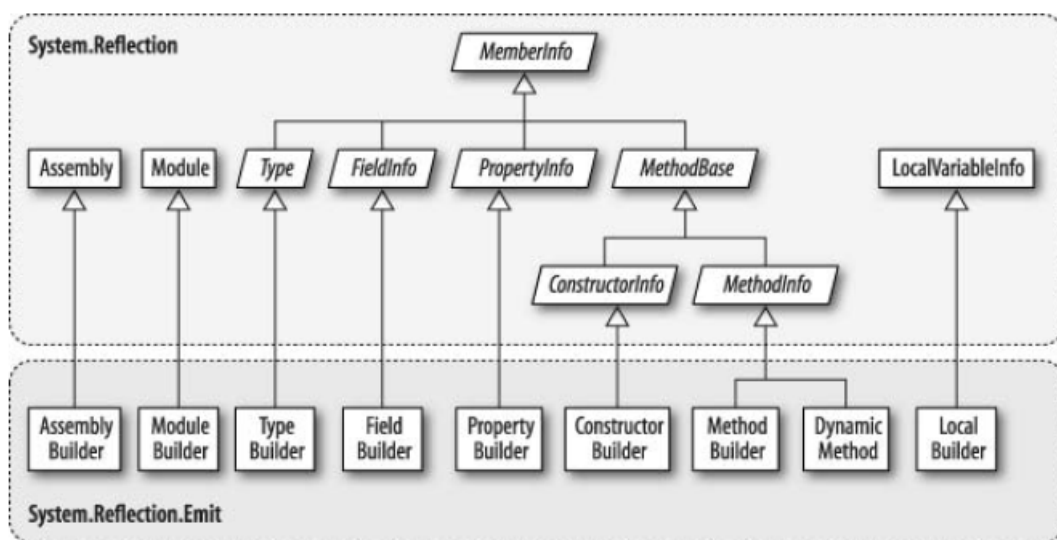 System.Reflection
MemberInfo
Assembly
Module
Type
FieldInfo
PropertyInfo
MethodBase
LocalVariableInfo
ConstructorInfo
MethodInfo
Assembly
Builder
Module
Builder
Type
Builder
Field
Builder
Property
Builder
Constructor
Builder
Method
Builder
Dynamic
Method
Local
Builder
System.Reflection.Emit